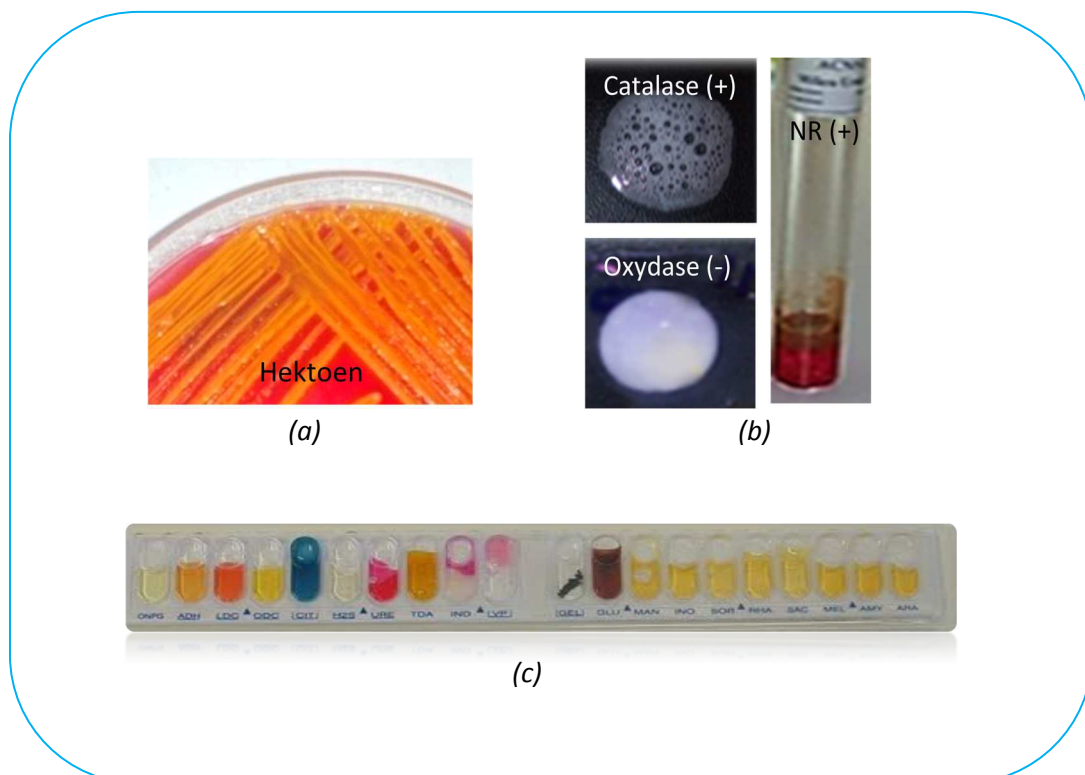 Catalase (+)
NR (+)
Oxydase (-)
Hektoen
(a)
(b)
ONPG ADH LDC ODC |CIT| H2S URE TDA IND |VP| |GEL| GLU MAN INO SOR RHA SAC MEL AMY ARA
(c)